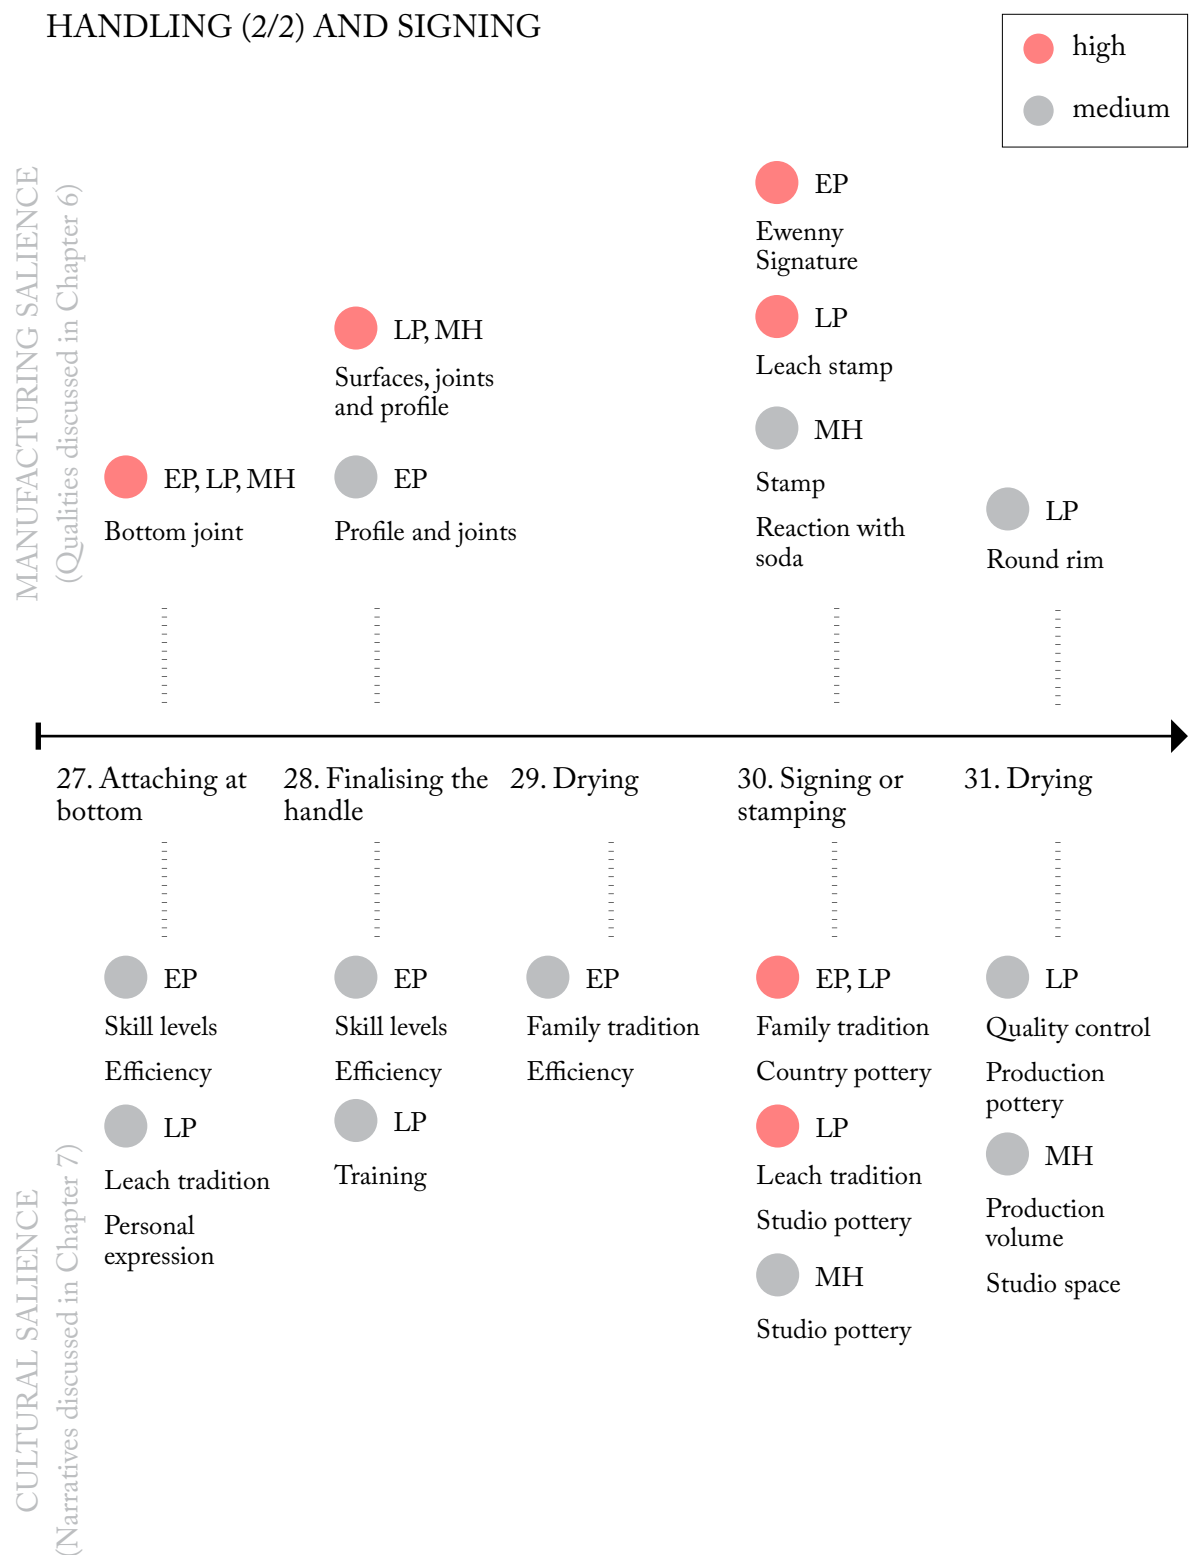 HANDLING (2/2) AND SIGNING
high
medium
MANUFACTURING SALIENCE
(Qualities discussed in Chapter 6)
EP, LP, MH
Bottom joint
LP, MH
Surfaces, joints
and profile
EP
Profile and joints
EP
Ewenny
Signature
LP
Leach stamp
MH
Stamp
Reaction with
soda
LP
Round rim
27. Attaching at
bottom
28. Finalising the
handle
29. Drying
30. Signing or
stamping
31. Drying
CULTURAL SALIENCE
(Narratives discussed in Chapter 7)
EP
Skill levels
Efficiency
LP
Leach tradition
Personal
expression
EP
Skill levels
Efficiency
LP
Training
EP
Family tradition
Efficiency
EP, LP
Family tradition
Country pottery
LP
Leach tradition
Studio pottery
MH
Studio pottery
LP
Quality control
Production
pottery
MH
Production
volume
Studio space